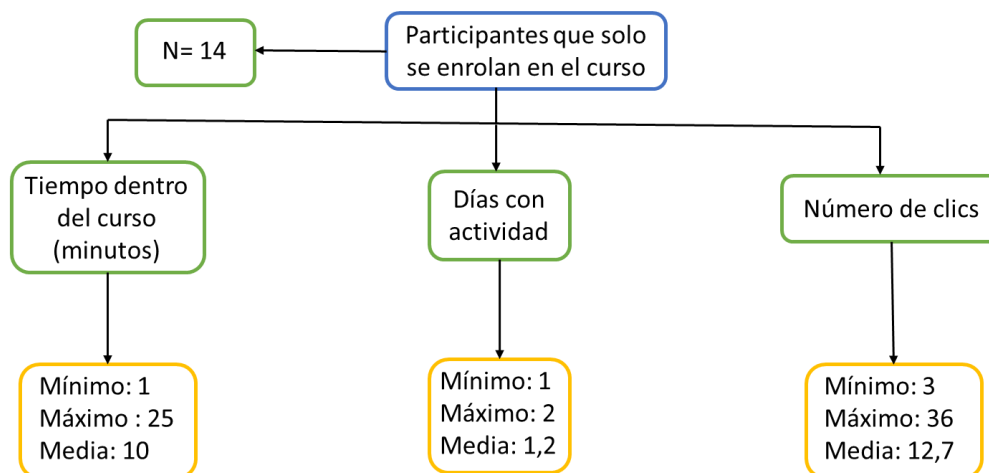 N= 14
Participantes que solo
se enrolan en el curso
Tiempo dentro
del curso
(minutos)
Días con
actividad
Número de clics
Mínimo: 1
Máximo : 25
Media: 10
Mínimo: 1
Máximo: 2
Media: 1,2
Mínimo: 3
Máximo: 36
Media: 12,7